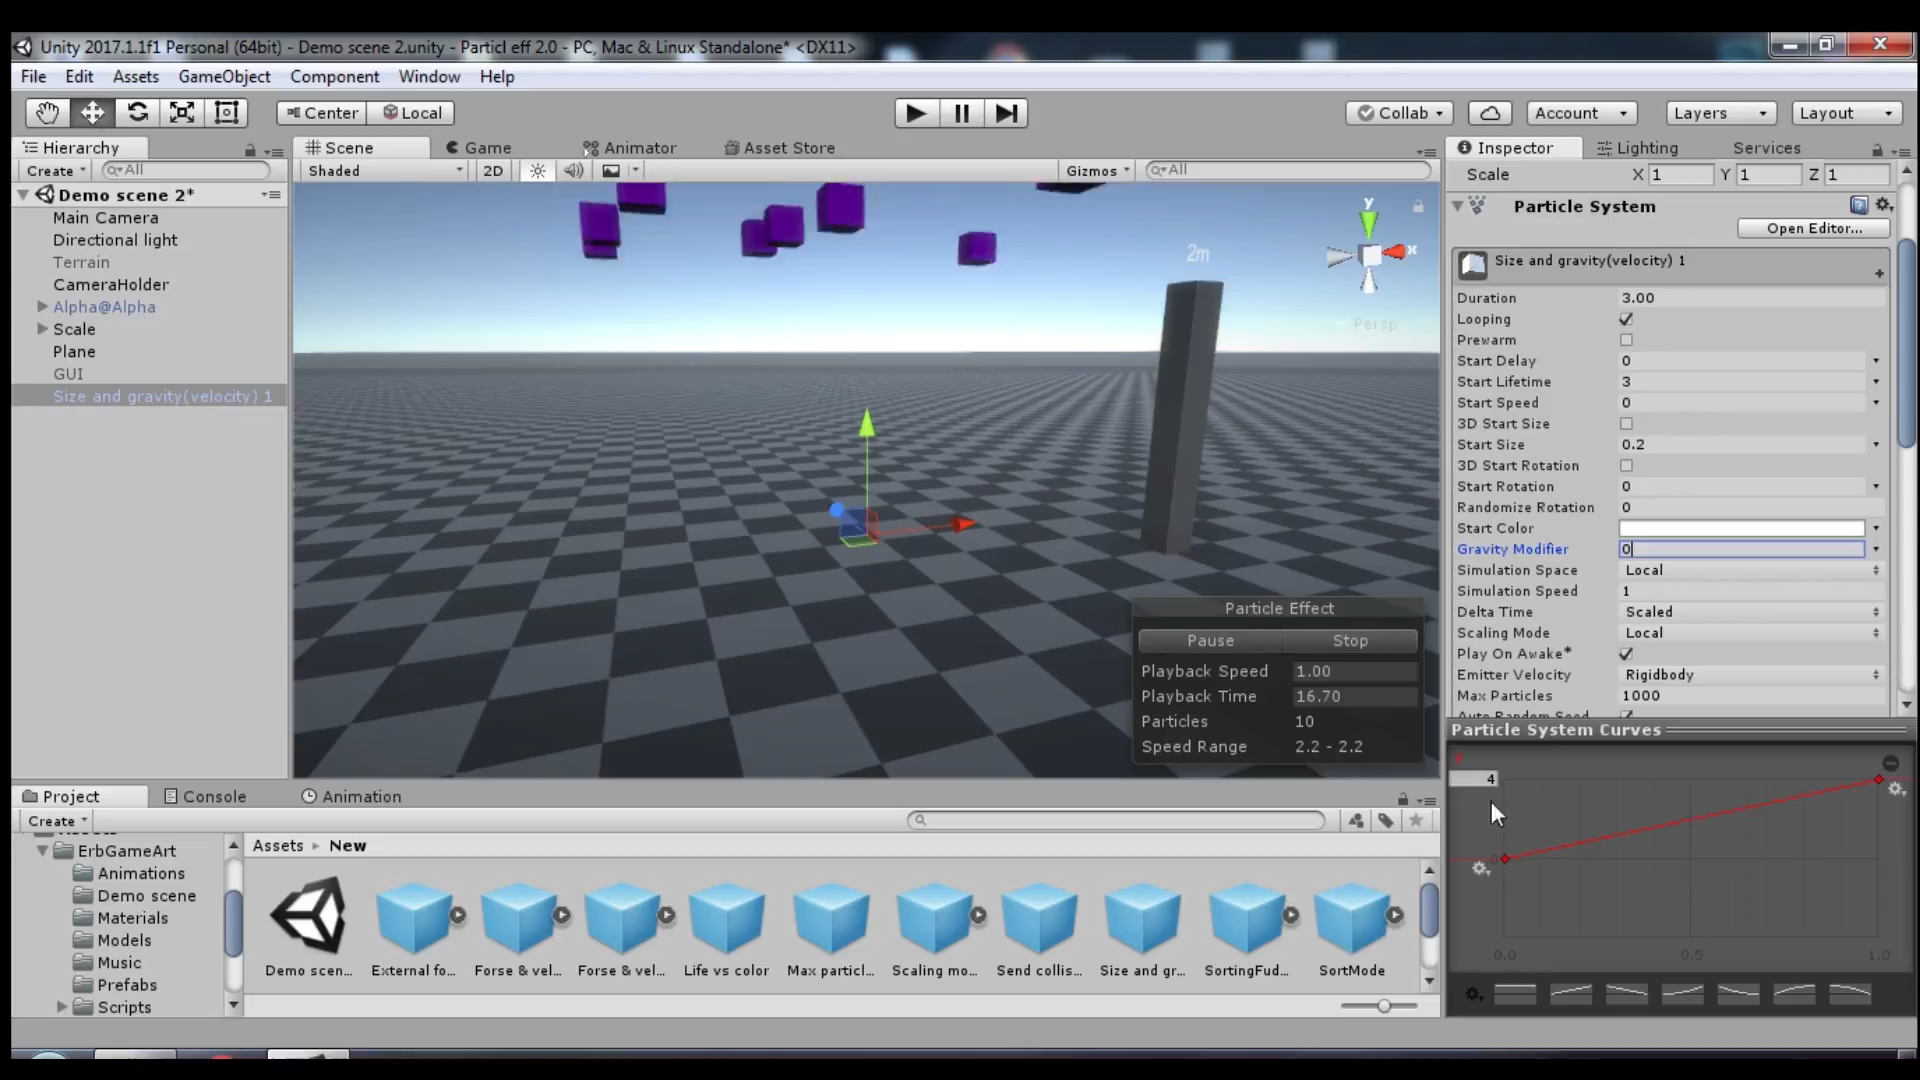 Unity 2017.1.1f1 Personal (64bit) - Demo scene 2.unity - Particl eff 2.0 - PC, Mac & Linux Standalone* <DX11>
File Edit Assets GameObject Component Window Help
Center Local Collab Account Layers Layout
Hierarchy
Create All
Demo scene 2*
Main Camera
Directional light
Terrain
CameraHolder
Alpha@Alpha
Scale
Plane
GUI
Size and gravity(velocity) 1
Scene Game Animator Asset Store
Shaded 2D Gizmos All
y
x
Persp
2m
Particle Effect
Pause Stop
Playback Speed 1.00
Playback Time 16.70
Particles 10
Speed Range 2.2 - 2.2
Inspector Lighting Services
Scale X 1 Y 1 Z 1
Particle System
Open Editor...
Size and gravity(velocity) 1
Duration 3.00
Looping
Prewarm
Start Delay 0
Start Lifetime 3
Start Speed 0
3D Start Size
Start Size 0.2
3D Start Rotation
Start Rotation 0
Randomize Rotation 0
Start Color
Gravity Modifier 0
Simulation Space Local
Simulation Speed 1
Delta Time Scaled
Scaling Mode Local
Play On Awake*
Emitter Velocity Rigidbody
Max Particles 1000
Auto Random Seed
Particle System Curves
4
0.0 0.5 1.0
Project Console Animation
Create
ErbGameArt
Animations
Demo scene
Materials
Models
Music
Prefabs
Scripts
Assets New
Demo scen... External fo... Forse & vel... Forse & vel... Life vs color Max particl... Scaling mo... Send collis... Size and gr... SortingFud... SortMode